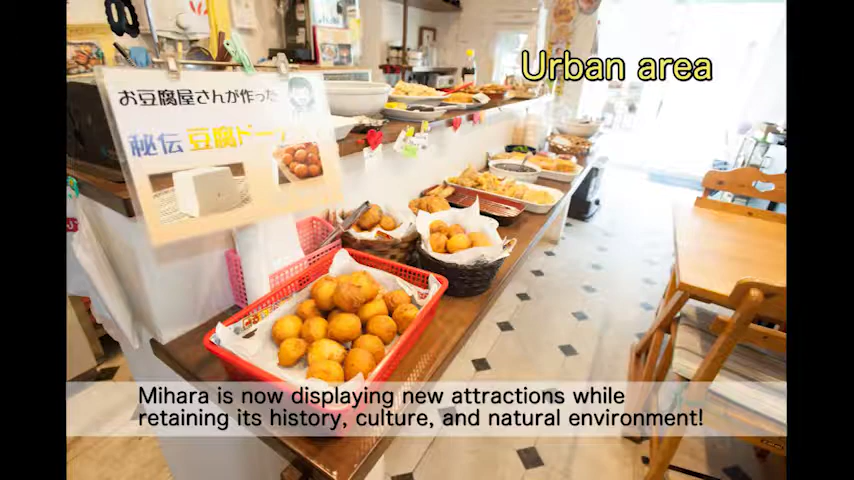 Urban area
お豆腐屋さんが作った
秘伝 豆腐ドーナツ
Mihara is now displaying new attractions while
retaining its history, culture, and natural environment!